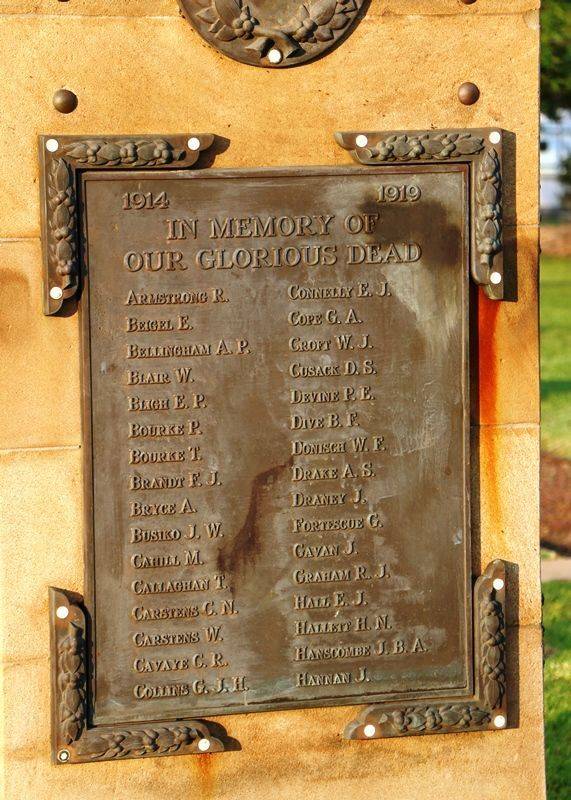 1914 1919
IN MEMORY OF
OUR GLORIOUS DEAD
ARMSTRONG R.
BEIGEL E.
BELLINGHAM A. P.
BLAIR W.
BLIGH E. P.
BOURKE P.
BOURKE T.
BRANDT F. J.
BRYCE A.
BUSIKO J. W.
CAHILL M.
CALLAGHAN T.
CARSTENS C. N.
CARSTENS W.
CAVAYE C. R.
COLLINS G. J. H.
CONNELLY E. J.
COPE G. A.
CROFT W. J.
CUSACK D. S.
DEVINE P. E.
DIVE B. F.
DONISCH W. F.
DRAKE A. S.
DRANEY J.
FORTESCUE G.
GAVAN J.
GRAHAM R. J.
HALL E. J.
HALLETT H. N.
HANSCOMBE J. B. A.
HANNAN J.